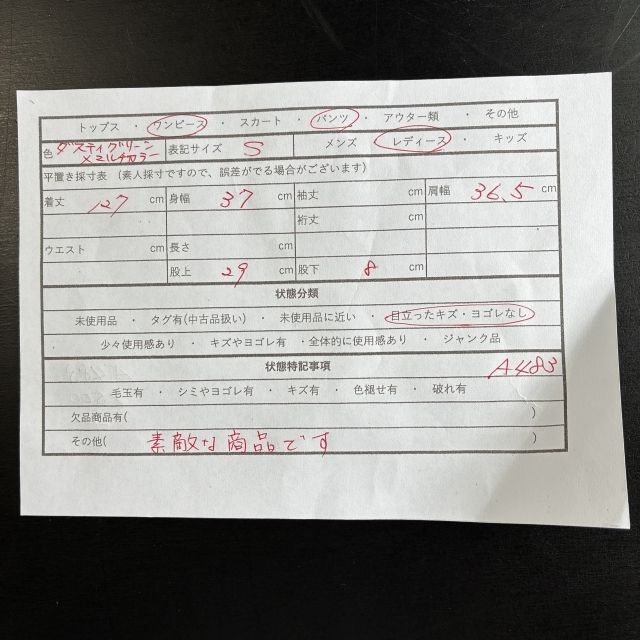 トップス ・ ワンピース ・ スカート ・ パンツ ・ アウター類 ・ その他
色 ダスティグリーン×マルチカラー 表記サイズ S メンズ ・ レディース ・ キッズ
平置き採寸表 (素人採寸ですので、誤差がでる場合がございます)
着丈 127 cm 身幅 37 cm 袖丈 cm 肩幅 36.5 cm
裄丈 cm
ウエスト cm 長さ cm
股上 29 cm 股下 8 cm
状態分類
未使用品 ・ タグ有(中古品扱い) ・ 未使用品に近い ・ 目立ったキズ・ヨゴレなし
少々使用感あり ・ キズやヨゴレ有 ・全体的に使用感あり ・ ジャンク品
状態特記事項 A483
毛玉有 ・ シミやヨゴレ有 ・ キズ有 ・ 色褪せ有 ・ 破れ有
欠品商品有( )
その他( 素敵な商品です )